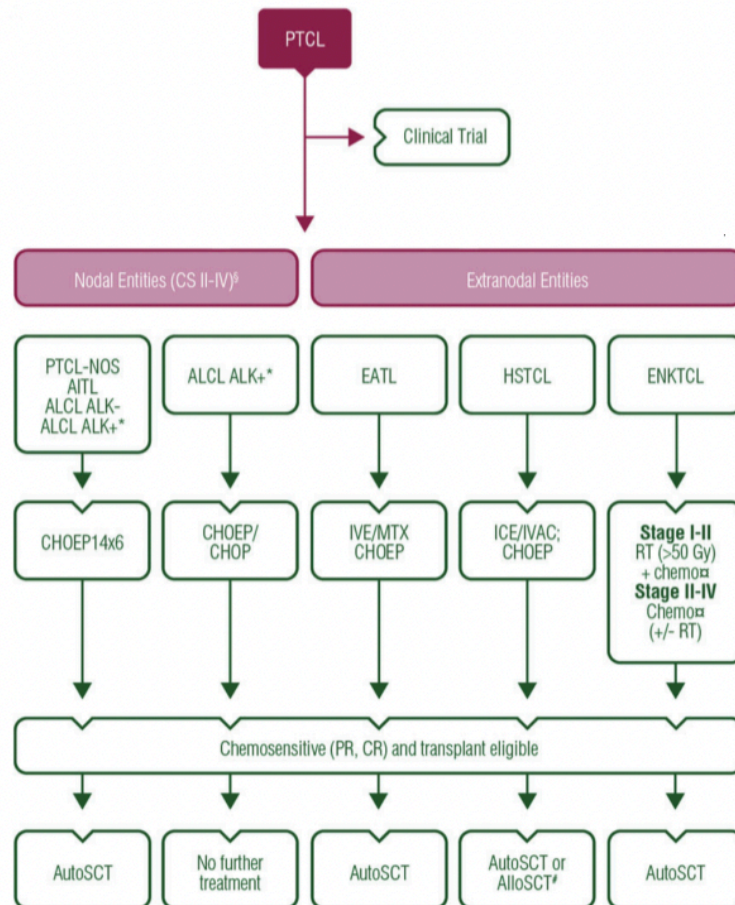 PTCL
Clinical Trial
Nodal Entities (CS II-IV)§
Extranodal Entities
PTCL-NOS
AITL
ALCL ALK-
ALCL ALK+*
ALCL ALK+*
EATL
HSTCL
ENKTCL
CHOEP14x6
CHOEP/
CHOP
IVE/MTX
CHOEP
ICE/IVAC;
CHOEP
Stage I-II
RT (>50 Gy)
+ chemo¤
Stage II-IV
Chemo¤
(+/- RT)
Chemosensitive (PR, CR) and transplant eligible
AutoSCT
No further
treatment
AutoSCT
AutoSCT or
AlloSCT#
AutoSCT